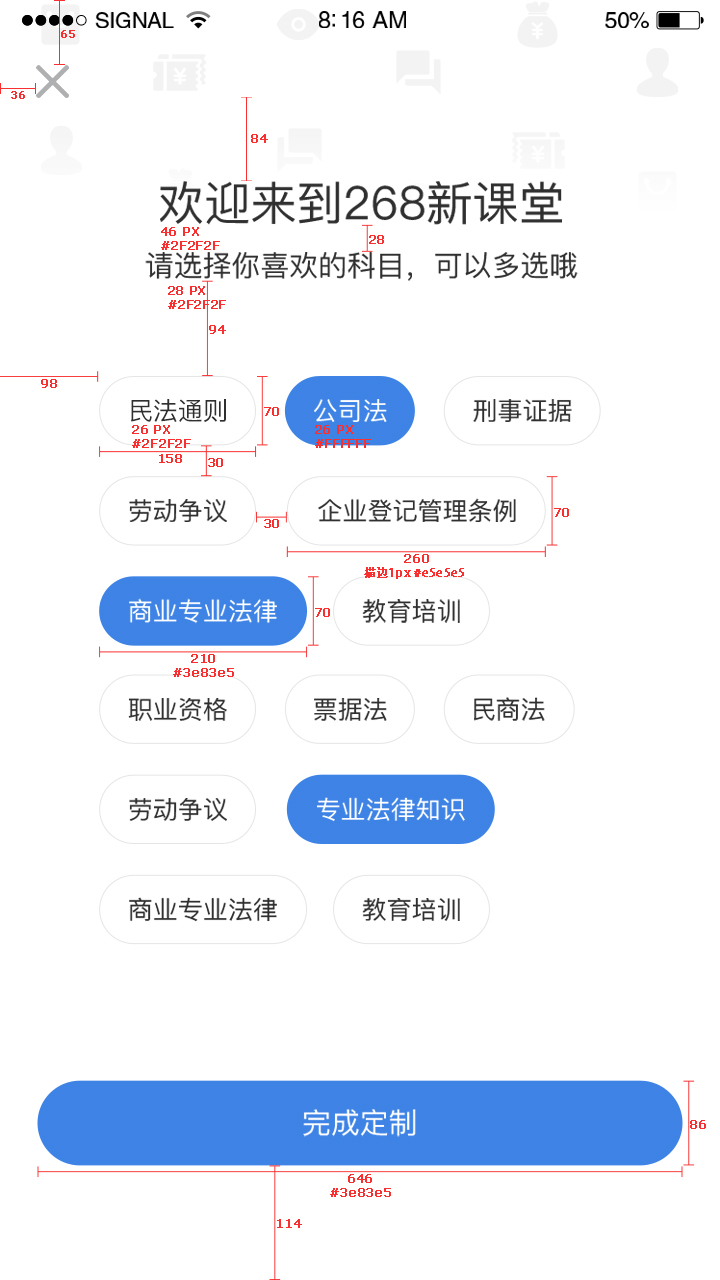 SIGNAL 8:16 AM 50%
65
36
84
欢迎来到268新课堂
46 PX
#2F2F2F
28
请选择你喜欢的科目，可以多选哦
28 PX
#2F2F2F
94
98
民法通则 70 公司法 刑事证据
26 PX
#2F2F2F
26 PX
#FFFFFF
158
30
劳动争议 30 企业登记管理条例 70
260
描边1px #e5e5e5
商业专业法律 70 教育培训
210
#3e83e5
职业资格 票据法 民商法
劳动争议 专业法律知识
商业专业法律 教育培训
完成定制 86
646
#3e83e5
114